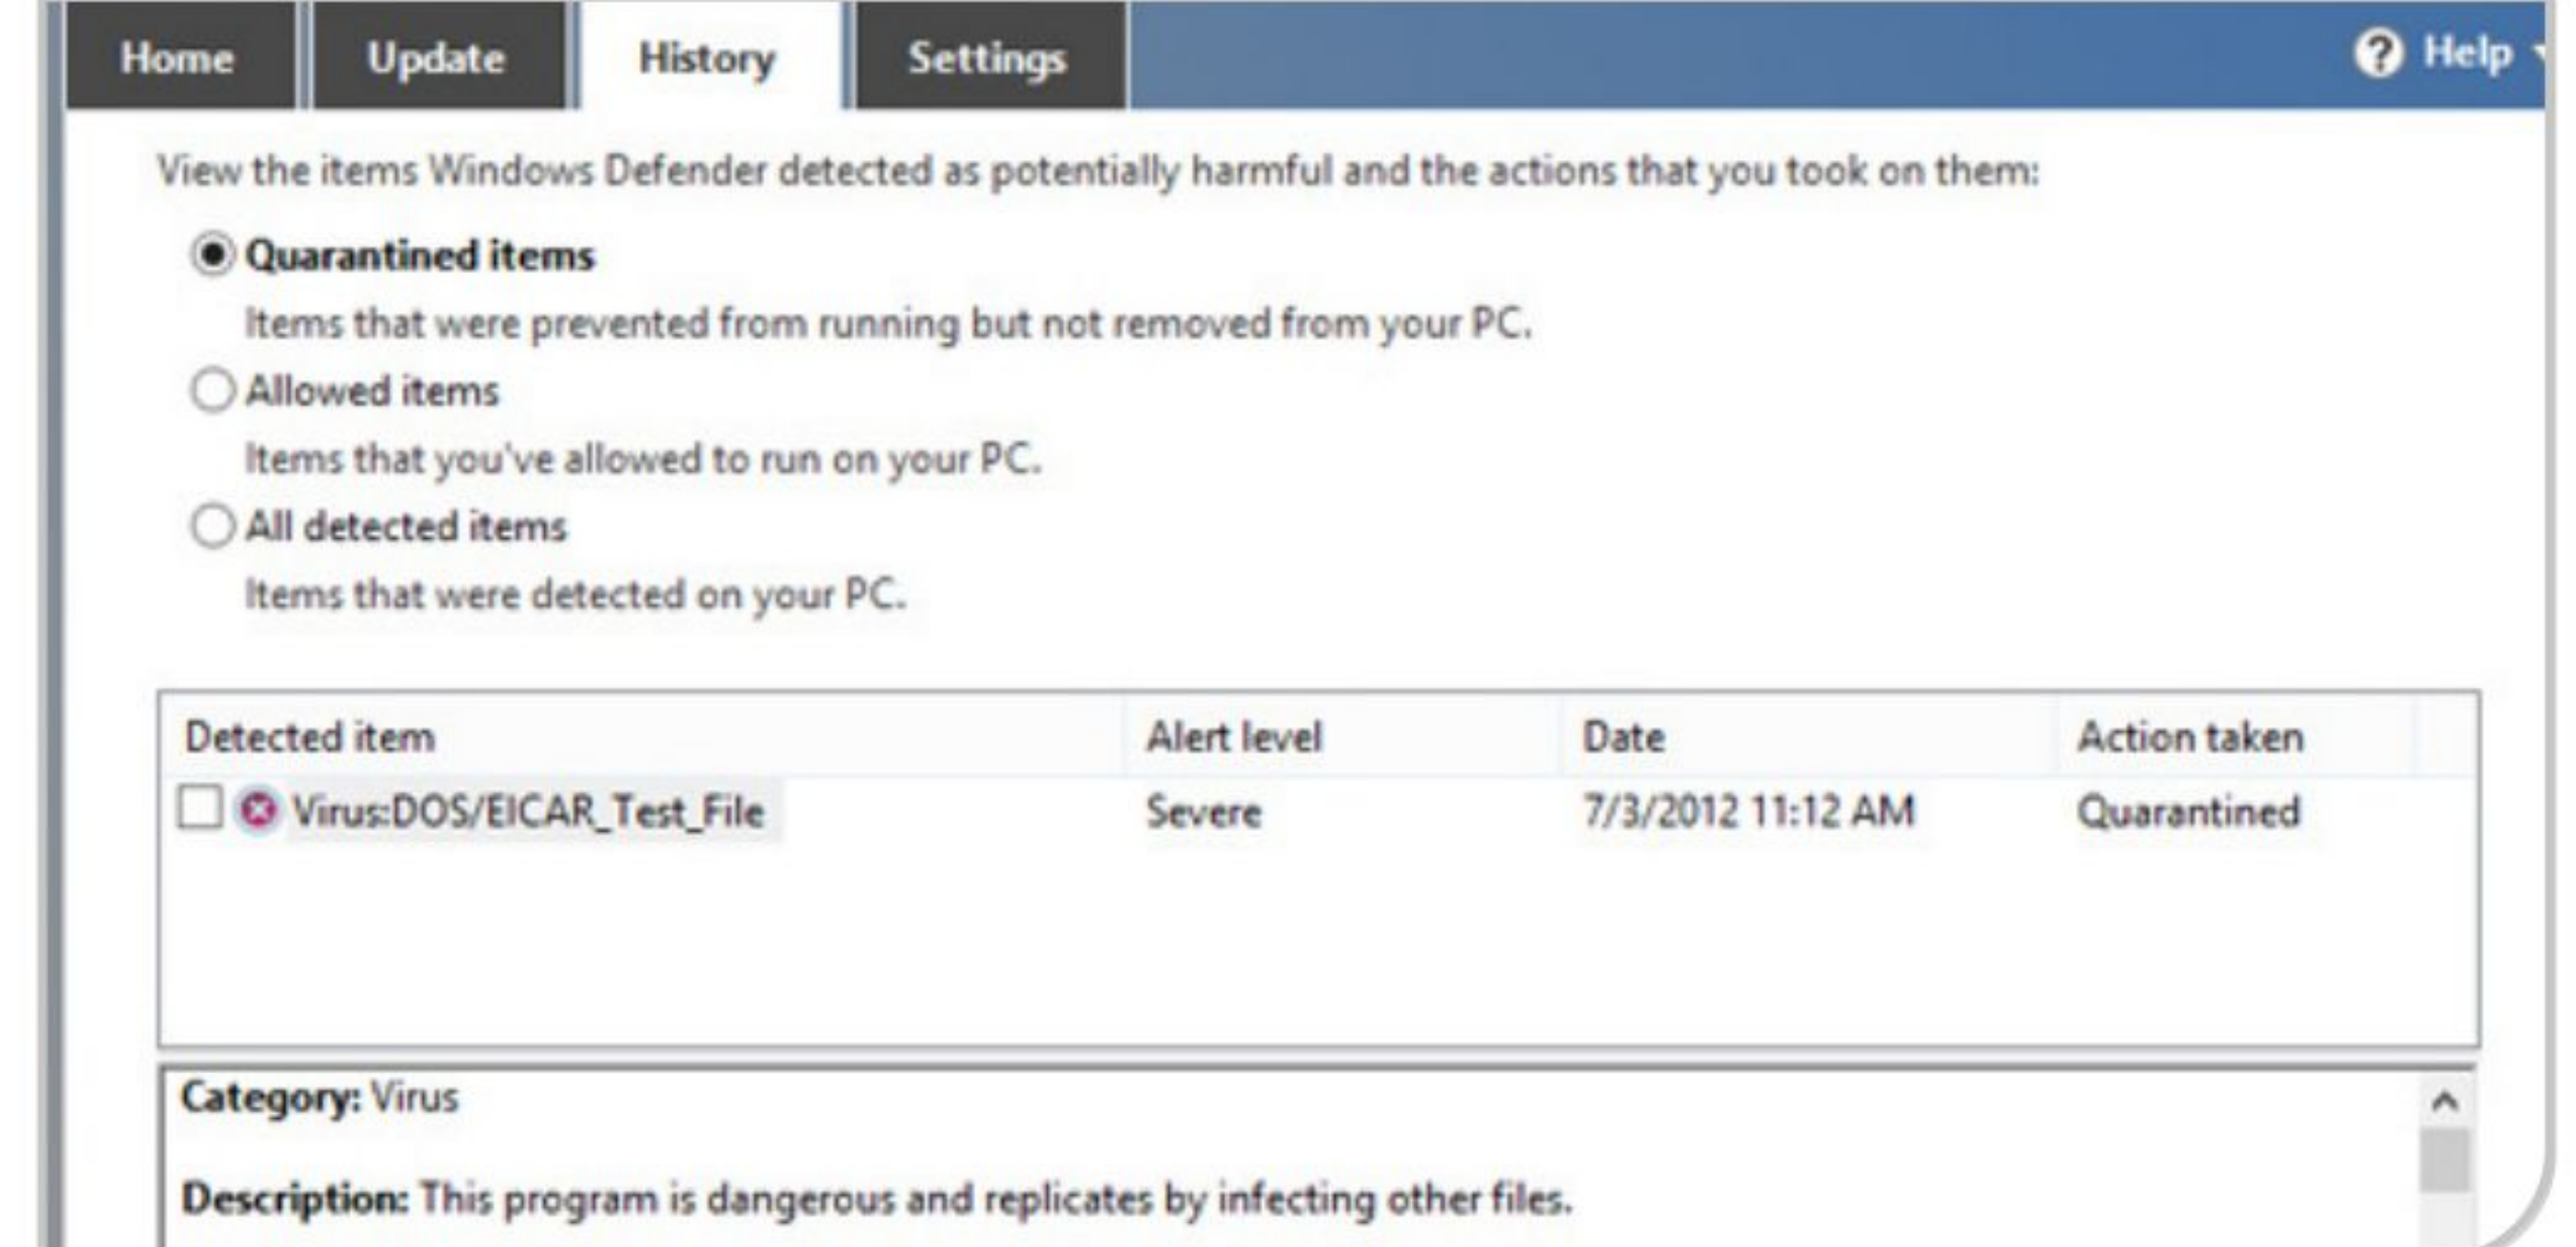 Home Update History Settings Help
View the items Windows Defender detected as potentially harmful and the actions that you took on them:
Quarantined items
Items that were prevented from running but not removed from your PC.
Allowed items
Items that you've allowed to run on your PC.
All detected items
Items that were detected on your PC.
Detected item Alert level Date Action taken
Virus:DOS/EICAR_Test_File Severe 7/3/2012 11:12 AM Quarantined
Category: Virus
Description: This program is dangerous and replicates by infecting other files.